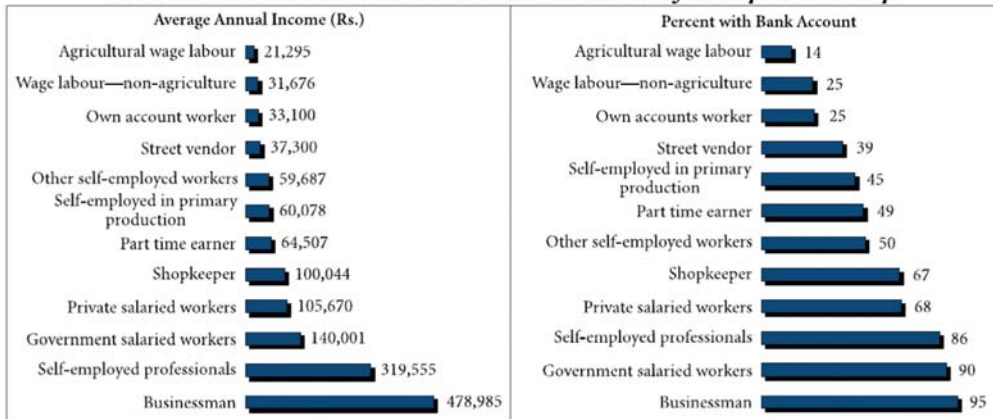 Average Annual Income (Rs.)
Agricultural wage labour 21,295
Wage labour—non-agriculture 31,676
Own account worker 33,100
Street vendor 37,300
Other self-employed workers 59,687
Self-employed in primary
production 60,078
Part time earner 64,507
Shopkeeper 100,044
Private salaried workers 105,670
Government salaried workers 140,001
Self-employed professionals 319,555
Businessman 478,985
Percent with Bank Account
Agricultural wage labour 14
Wage labour—non-agriculture 25
Own accounts worker 25
Street vendor 39
Self-employed in primary
production 45
Part time earner 49
Other self-employed workers 50
Shopkeeper 67
Private salaried workers 68
Self-employed professionals 86
Government salaried workers 90
Businessman 95